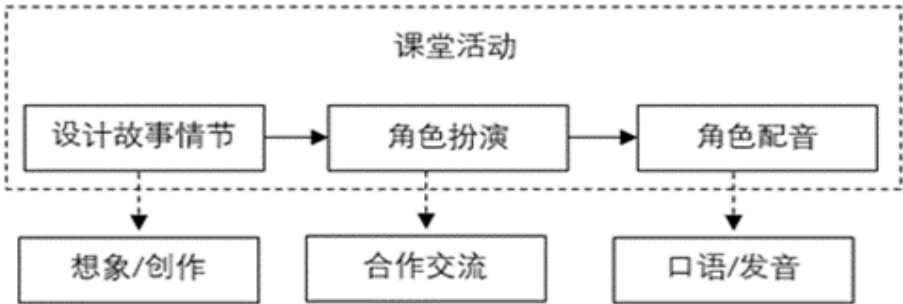 课堂活动
设计故事情节
角色扮演
角色配音
想象/创作
合作交流
口语/发音